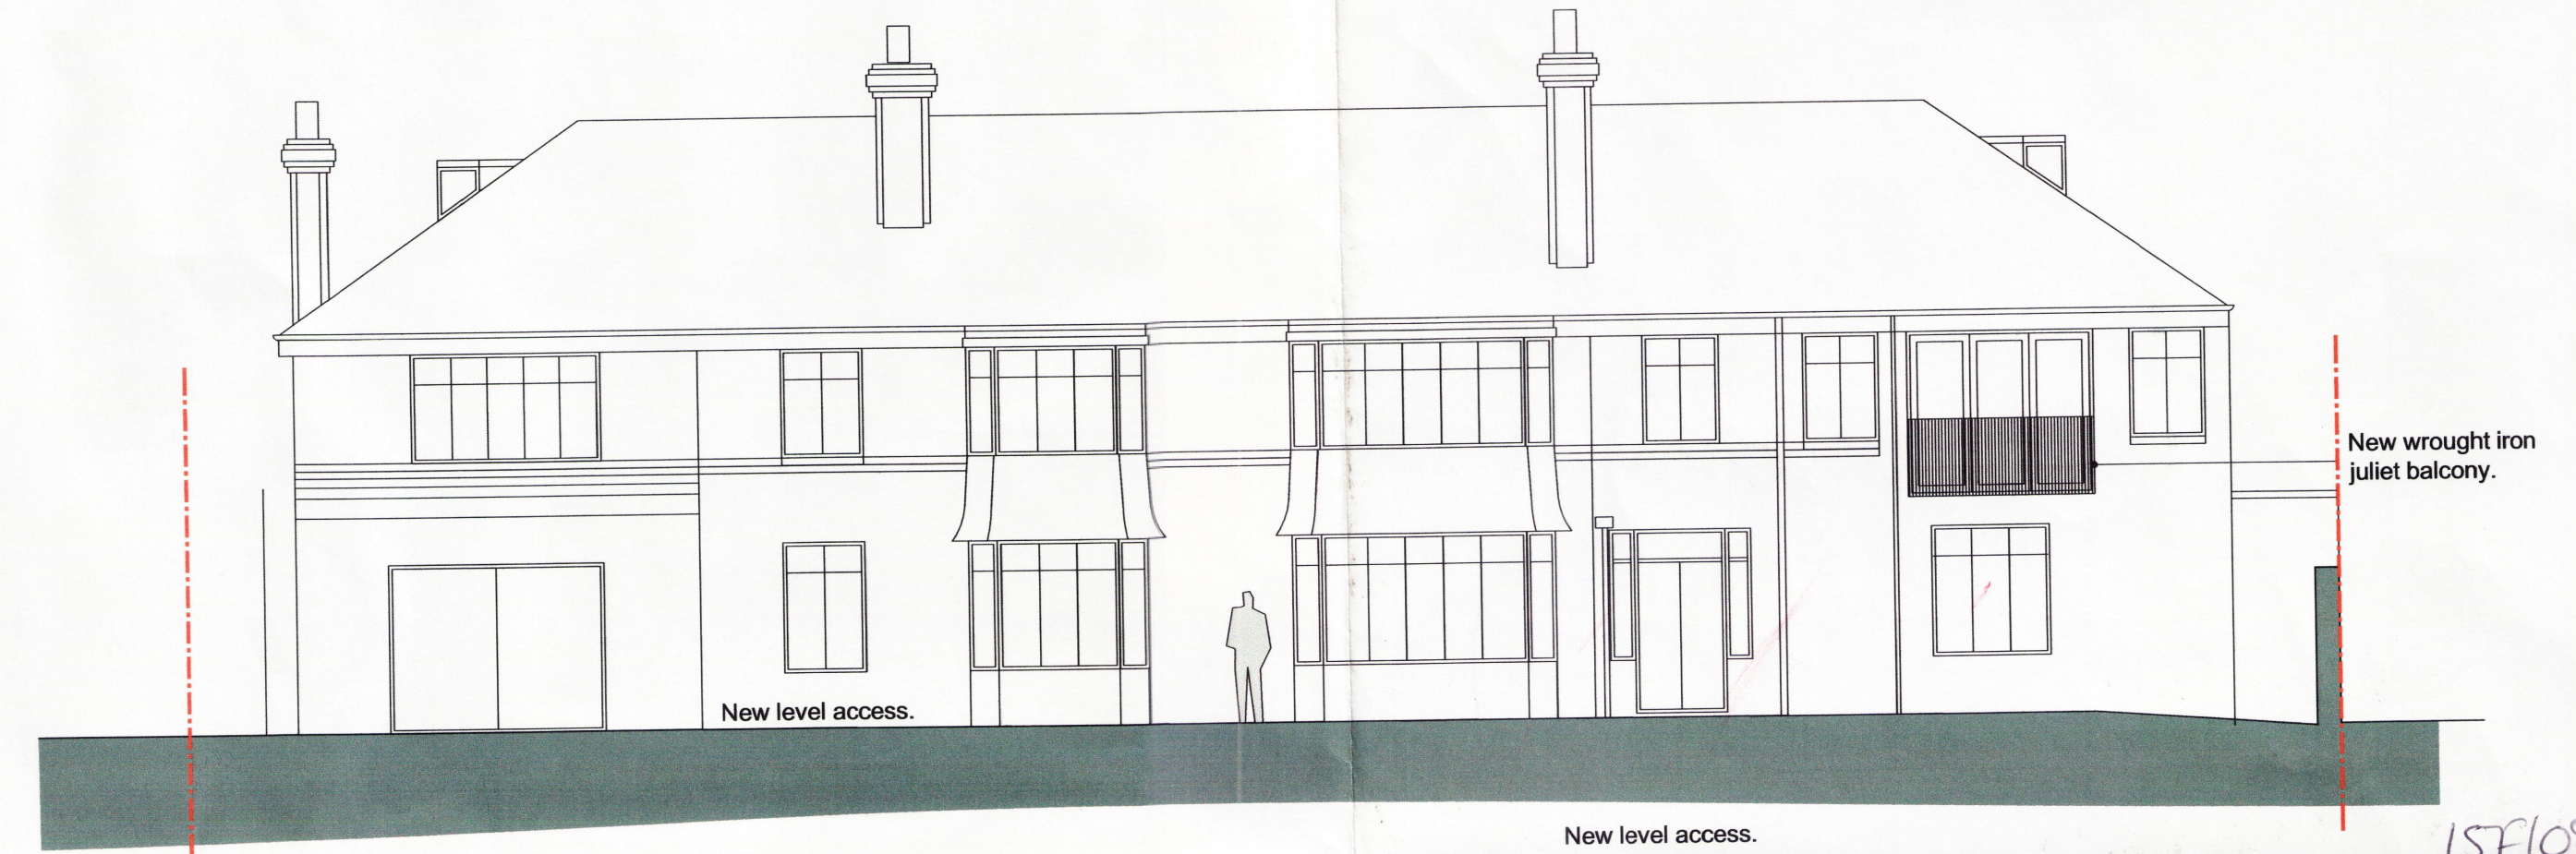 New wrought iron
juliet balcony.
New level access.
New level access.